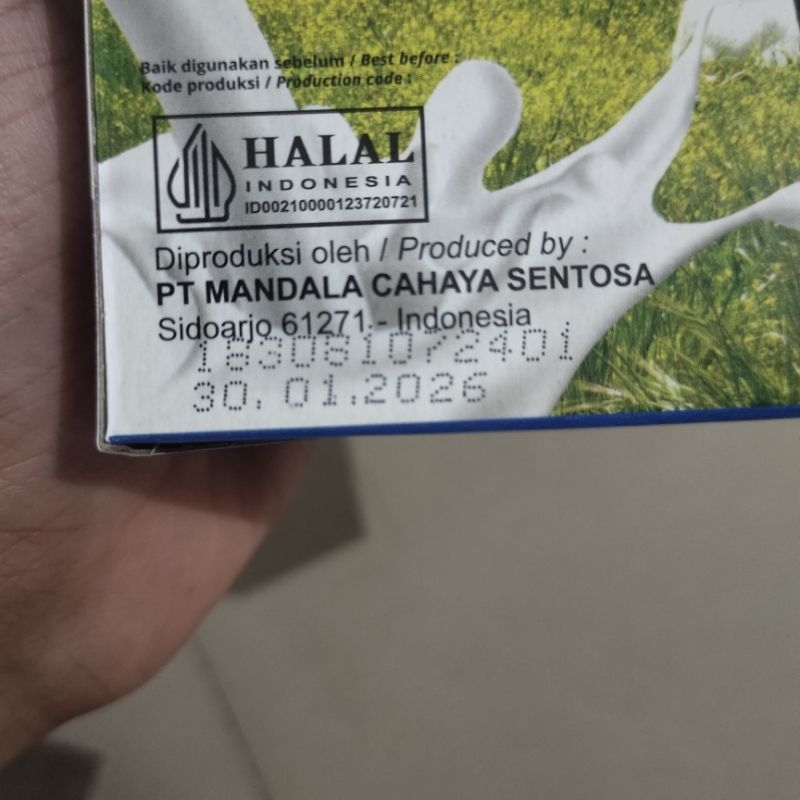 Baik digunakan sebelum / Best before :
Kode produksi / Production code :
HALAL
INDONESIA
ID00210000123720721
Diproduksi oleh / Produced by :
PT MANDALA CAHAYA SENTOSA
Sidoarjo 61271 - Indonesia
183081072401
30. 01.2026